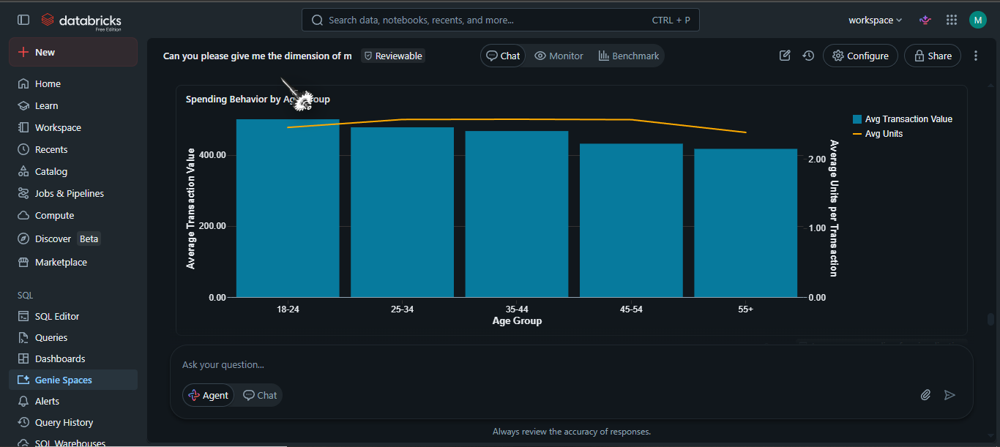 databricks
Free Edition
Search data, notebooks, recents, and more...
CTRL + P
workspace
M
New
Home
Learn
Workspace
Recents
Catalog
Jobs & Pipelines
Compute
Discover Beta
Marketplace
SQL
SQL Editor
Queries
Dashboards
Genie Spaces
Alerts
Query History
SQL Warehouses
Can you please give me the dimension of m
Reviewable
Chat
Monitor
Benchmark
Configure
Share
Spending Behavior by Age Group
Avg Transaction Value
Avg Units
Average Transaction Value
400.00
200.00
0.00
2.00
1.00
0.00
Average Units per Transaction
18-24
25-34
35-44
45-54
55+
Age Group
Ask your question...
Agent
Chat
Always review the accuracy of responses.